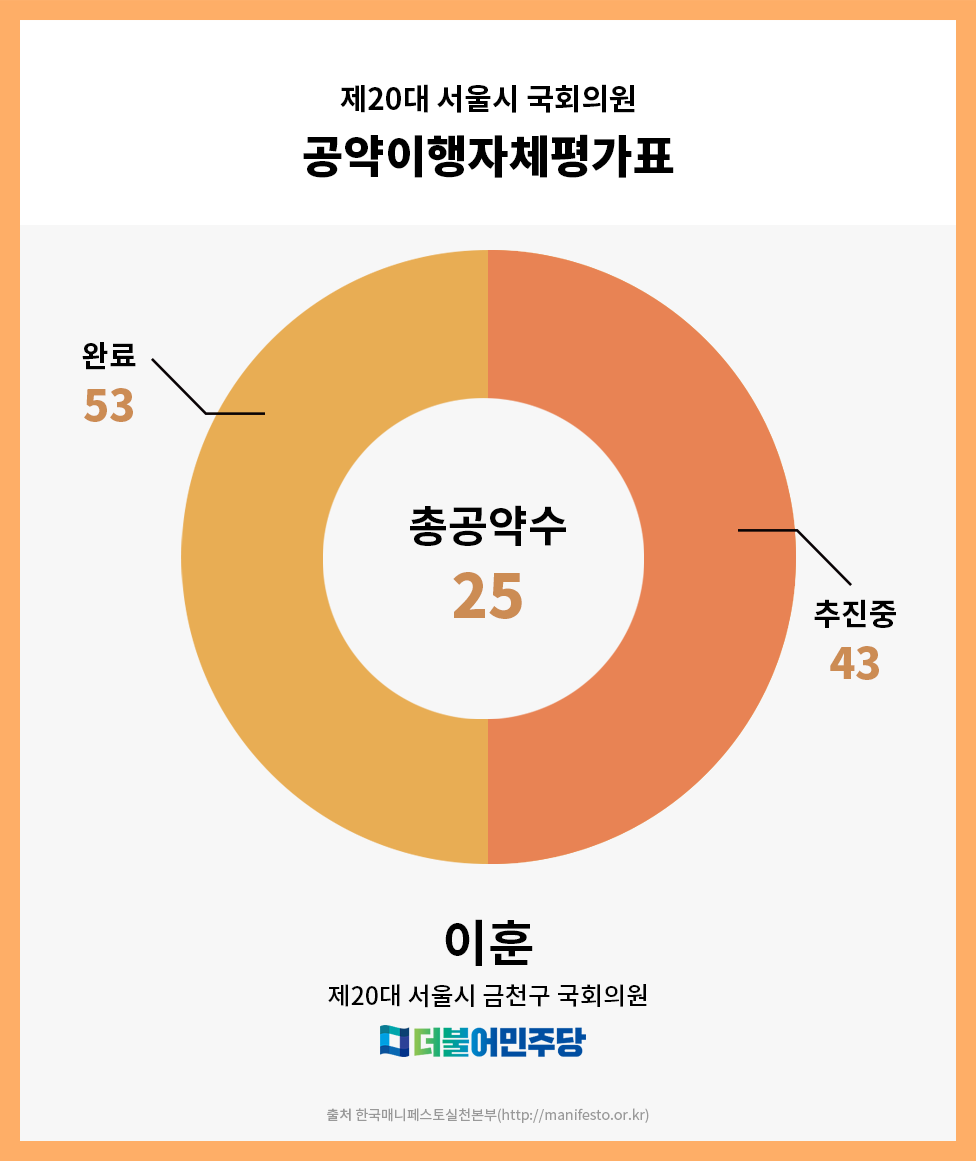 제20대 서울시 국회의원
공약이행자체평가표
완료
53
총공약수
25
추진중
43
이훈
제20대 서울시 금천구 국회의원
더불어민주당
출처 한국매니페스토실천본부(http://manifesto.or.kr)